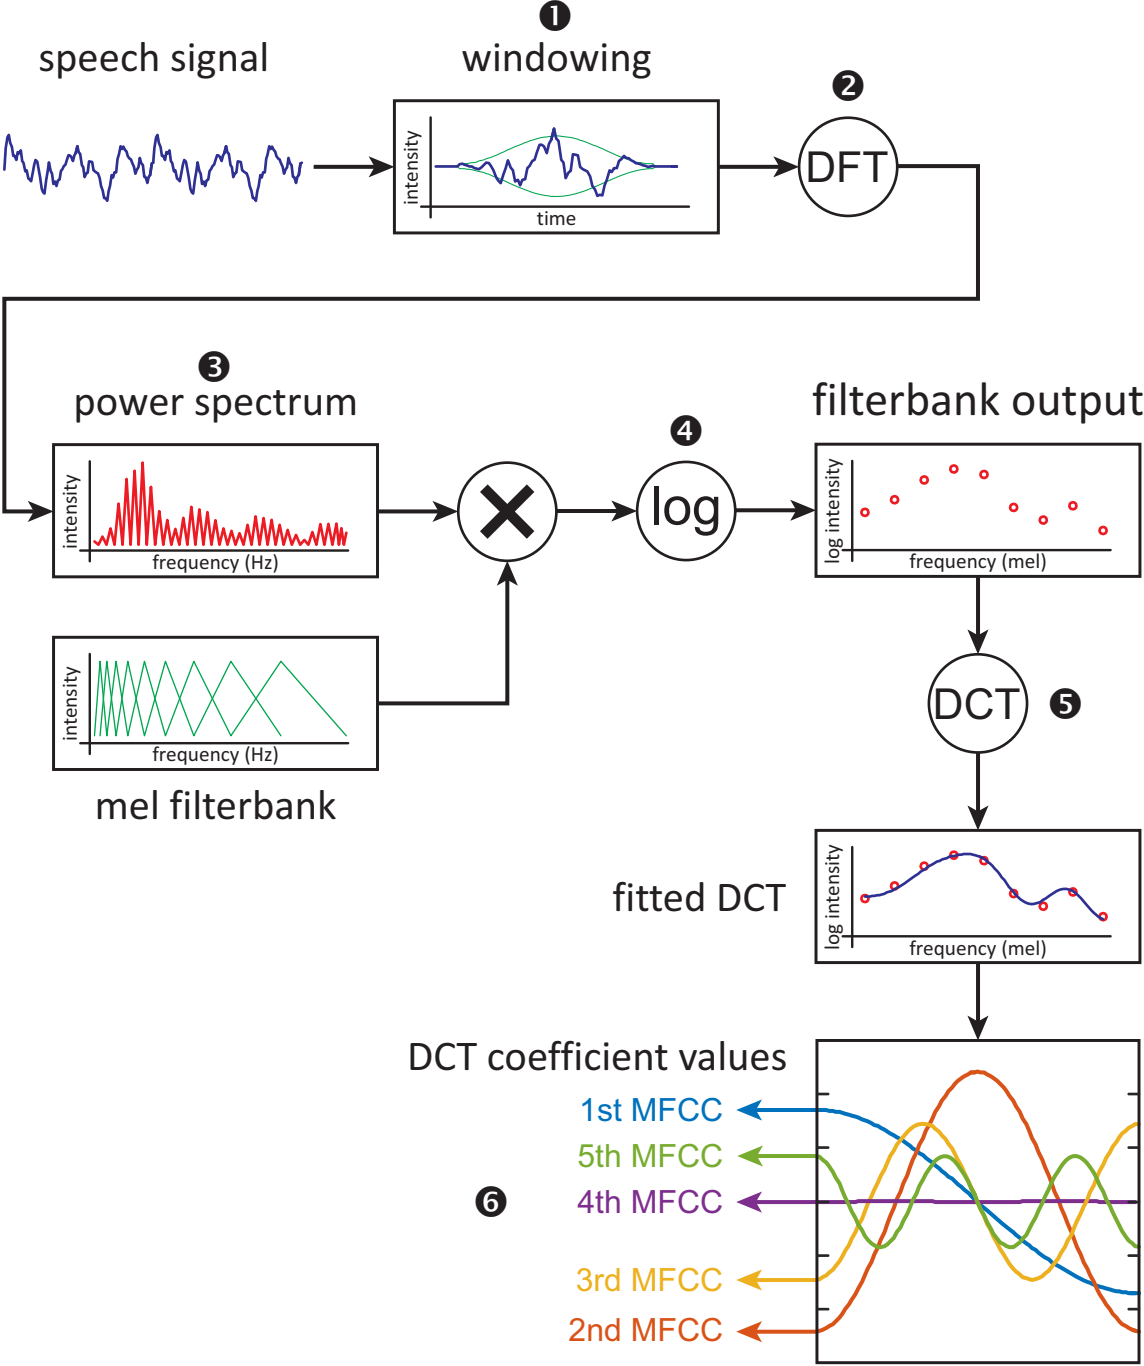 ❶
speech signal
windowing
❷
intensity
time
DFT
❸
power spectrum
intensity
frequency (Hz)
❹
log
filterbank output
log intensity
frequency (mel)
intensity
frequency (Hz)
mel filterbank
DCT
❺
fitted DCT
log intensity
frequency (mel)
DCT coefficient values
1st MFCC
5th MFCC
❻
4th MFCC
3rd MFCC
2nd MFCC